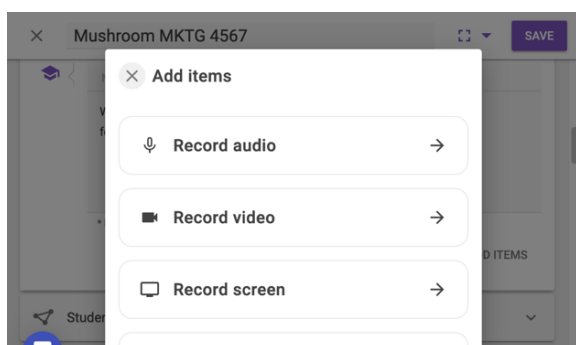 Mushroom MKTG 4567
SAVE
Add items
Record audio
Record video
D ITEMS
Record screen
Studer